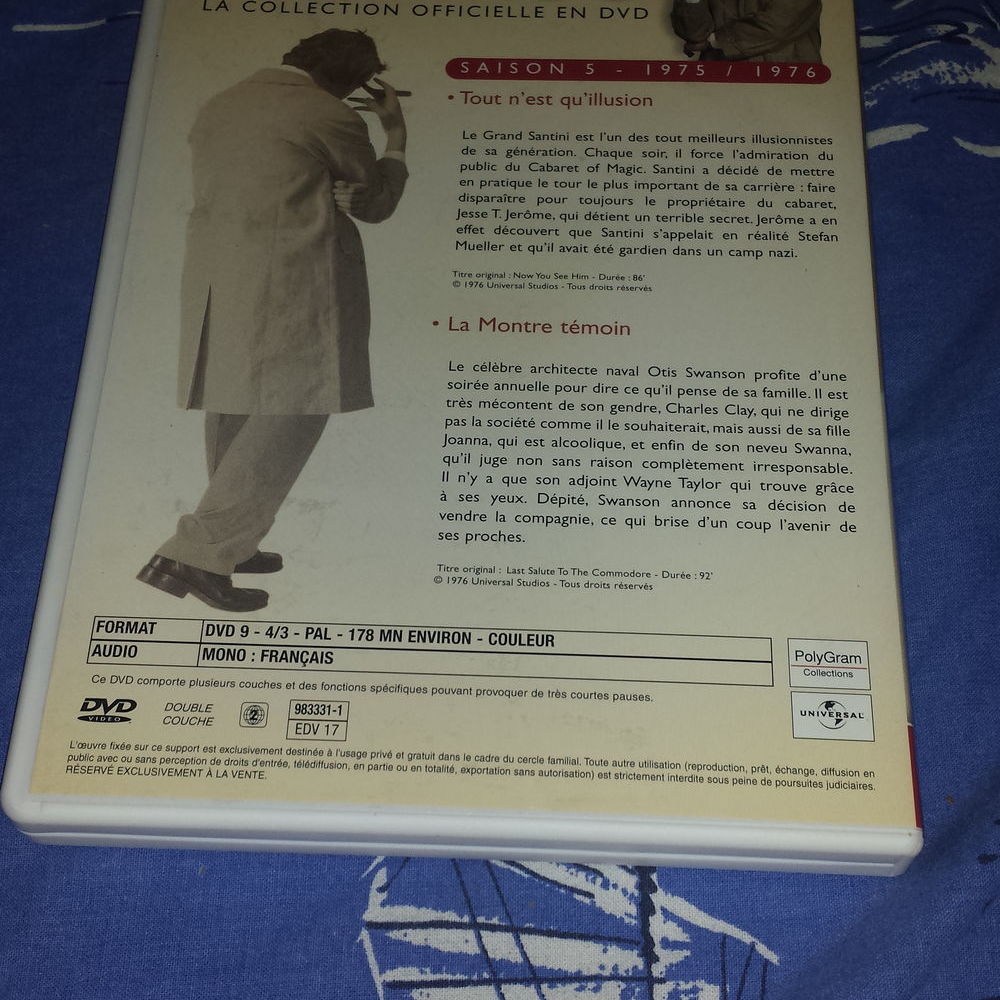 LA COLLECTION OFFICIELLE EN DVD
SAISON 5 - 1975 / 1976
• Tout n'est qu'illusion
Le Grand Santini est l'un des tout meilleurs illusionnistes
de sa génération. Chaque soir, il force l'admiration du
public du Cabaret of Magic. Santini a décidé de mettre
en pratique le tour le plus important de sa carrière : faire
disparaître pour toujours le propriétaire du cabaret,
Jesse T. Jerôme, qui détient un terrible secret. Jerôme a en
effet découvert que Santini s'appelait en réalité Stefan
Mueller et qu'il avait été gardien dans un camp nazi.
Titre original : Now You See Him - Durée : 86'
© 1976 Universal Studios - Tous droits réservés
• La Montre témoin
Le célèbre architecte naval Otis Swanson profite d'une
soirée annuelle pour dire ce qu'il pense de sa famille. Il est
très mécontent de son gendre, Charles Clay, qui ne dirige
pas la société comme il le souhaiterait, mais aussi de sa fille
Joanna, qui est alcoolique, et enfin de son neveu Swanna,
qu'il juge non sans raison complètement irresponsable.
Il n'y a que son adjoint Wayne Taylor qui trouve grâce
à ses yeux. Dépité, Swanson annonce sa décision de
vendre la compagnie, ce qui brise d'un coup l'avenir de
ses proches.
Titre original : Last Salute To The Commodore - Durée : 92'
© 1976 Universal Studios - Tous droits réservés
FORMAT DVD 9 - 4/3 - PAL - 178 MN ENVIRON - COULEUR
AUDIO MONO : FRANÇAIS
PolyGram
Collections
Ce DVD comporte plusieurs couches et des fonctions spécifiques pouvant provoquer de très courtes pauses.
DVD
VIDEO
DOUBLE
COUCHE
2
983331-1
EDV 17
UNIVERSAL
L'œuvre fixée sur ce support est exclusivement destinée à l'usage privé et gratuit dans le cadre du cercle familial. Toute autre utilisation (reproduction, prêt, échange, diffusion en
public avec ou sans perception de droits d'entrée, télédiffusion, en partie ou en totalité, exportation sans autorisation) est strictement interdite sous peine de poursuites judiciaires.
RÉSERVÉ EXCLUSIVEMENT À LA VENTE.